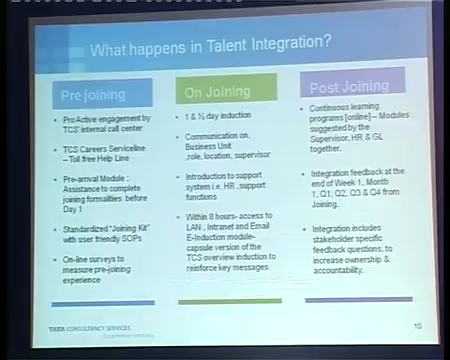 What happens in Talent Integration?
Pre joining
• Pro Active engagement by
TCS' internal call center
• TCS Careers Serviceline
– Toll free Help Line
• Pre-arrival Module :
Assistance to complete
joining formalities before
Day 1
• Standardized "Joining Kit"
with user friendly SOPs
• On-line surveys to
measure pre-joining
experience
On Joining
• 1 & ½ day induction
• Communication on,
Business Unit
,role, location, supervisor
• Introduction to support
system i.e. HR ,support
functions
• Within 8 hours- access to
LAN , Intranet and Email
E-Induction module-
capsule version of the
TCS overview induction to
reinforce key messages
Post Joining
• Continuous learning
programs [online] – Modules
suggested by the
Supervisor, HR & GL
together.
• Integration feedback at the
end of Week 1, Month
1, Q1, Q2, Q3 & Q4 from
Joining.
• Integration includes
stakeholder specific
feedback questions, to
increase ownership &
accountability.
TATA CONSULTANCY SERVICES
10